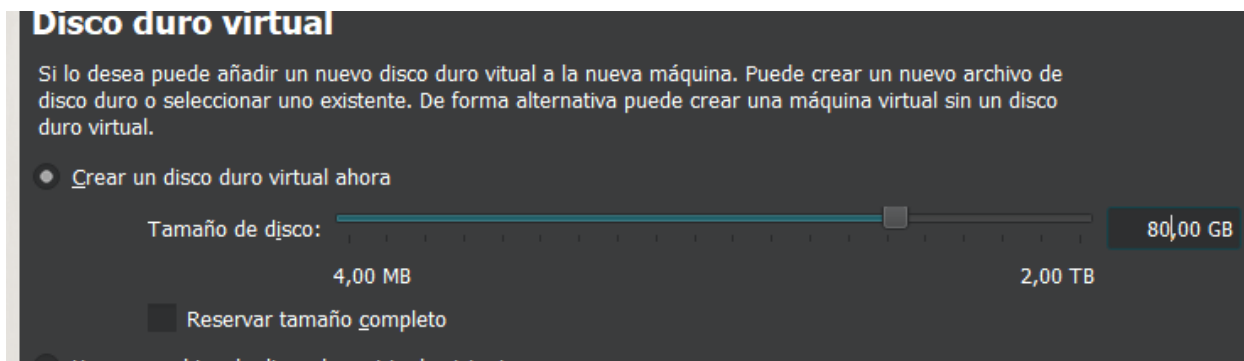 Disco duro virtual
Si lo desea puede añadir un nuevo disco duro vitual a la nueva máquina. Puede crear un nuevo archivo de
disco duro o seleccionar uno existente. De forma alternativa puede crear una máquina virtual sin un disco
duro virtual.
Crear un disco duro virtual ahora
Tamaño de disco: 80,00 GB
4,00 MB 2,00 TB
Reservar tamaño completo